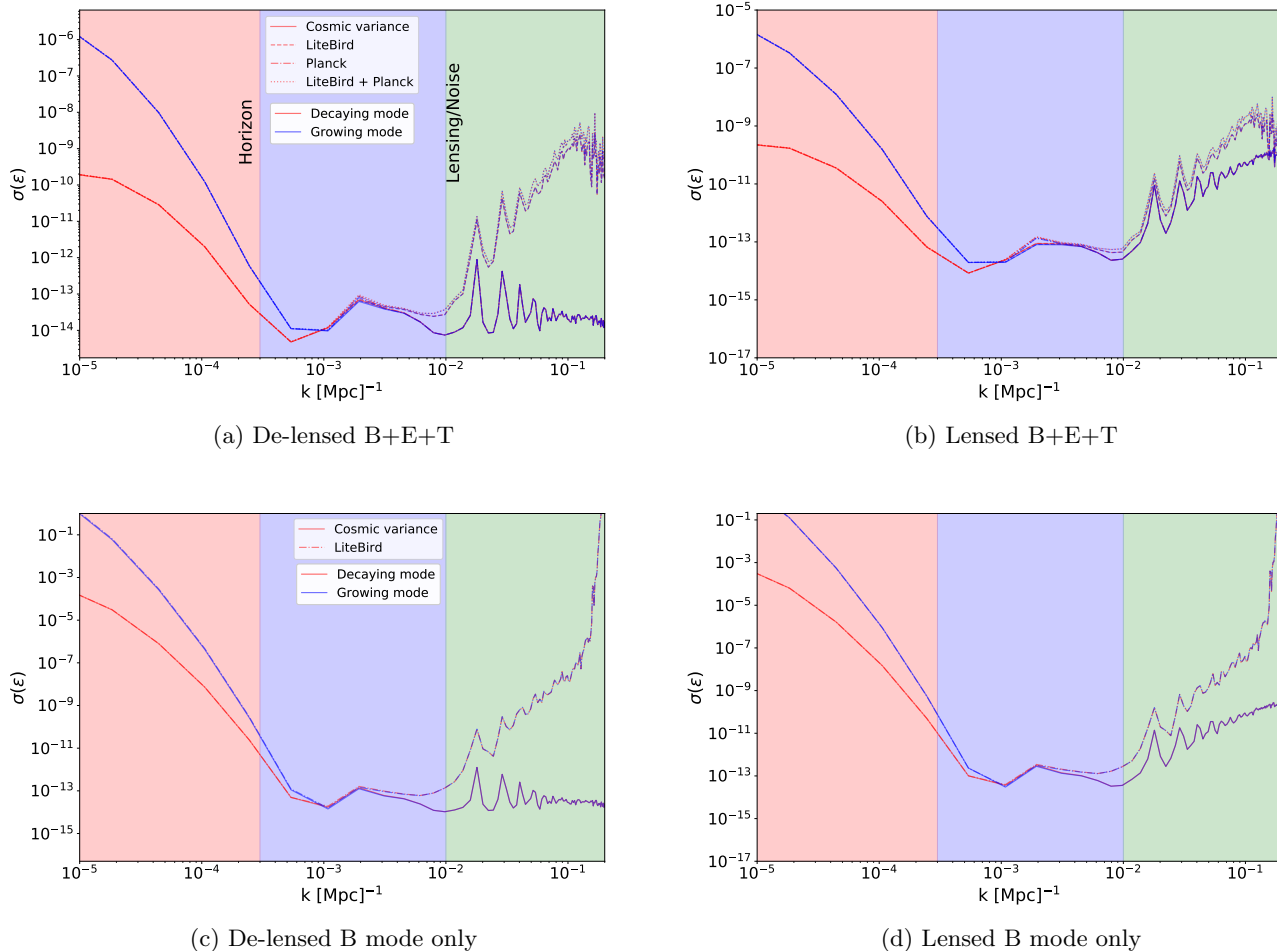 10^{-6}
10^{-7}
10^{-8}
10^{-9}
10^{-10}
10^{-11}
10^{-12}
10^{-13}
10^{-14}
σ(ε)
Cosmic variance
LiteBird
Planck
LiteBird + Planck
Decaying mode
Growing mode
Horizon
Lensing/Noise
10^{-5} 10^{-4} 10^{-3} 10^{-2} 10^{-1}
k [Mpc]^{-1}
(a) De-lensed B+E+T
10^{-5}
10^{-7}
10^{-9}
10^{-11}
10^{-13}
10^{-15}
10^{-17}
σ(ε)
10^{-5} 10^{-4} 10^{-3} 10^{-2} 10^{-1}
k [Mpc]^{-1}
(b) Lensed B+E+T
10^{-1}
10^{-3}
10^{-5}
10^{-7}
10^{-9}
10^{-11}
10^{-13}
10^{-15}
σ(ε)
Cosmic variance
LiteBird
Decaying mode
Growing mode
10^{-5} 10^{-4} 10^{-3} 10^{-2} 10^{-1}
k [Mpc]^{-1}
(c) De-lensed B mode only
10^{-1}
10^{-3}
10^{-5}
10^{-7}
10^{-9}
10^{-11}
10^{-13}
10^{-15}
10^{-17}
σ(ε)
10^{-5} 10^{-4} 10^{-3} 10^{-2} 10^{-1}
k [Mpc]^{-1}
(d) Lensed B mode only